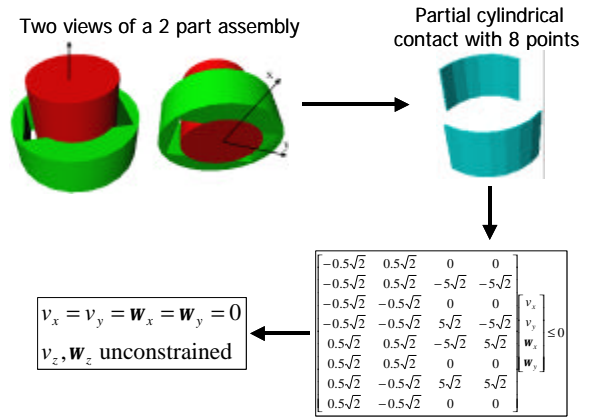 Two views of a 2 part assembly
Partial cylindrical
contact with 8 points
x
y
-0.5√2 0.5√2 0 0
-0.5√2 0.5√2 -5√2 -5√2
-0.5√2 -0.5√2 0 0
-0.5√2 -0.5√2 5√2 -5√2
0.5√2 0.5√2 -5√2 5√2
0.5√2 0.5√2 0 0
0.5√2 -0.5√2 5√2 5√2
0.5√2 -0.5√2 0 0
v_x
v_y
w_x
w_y
≤ 0
v_x = v_y = w_x = w_y = 0
v_z, w_z unconstrained